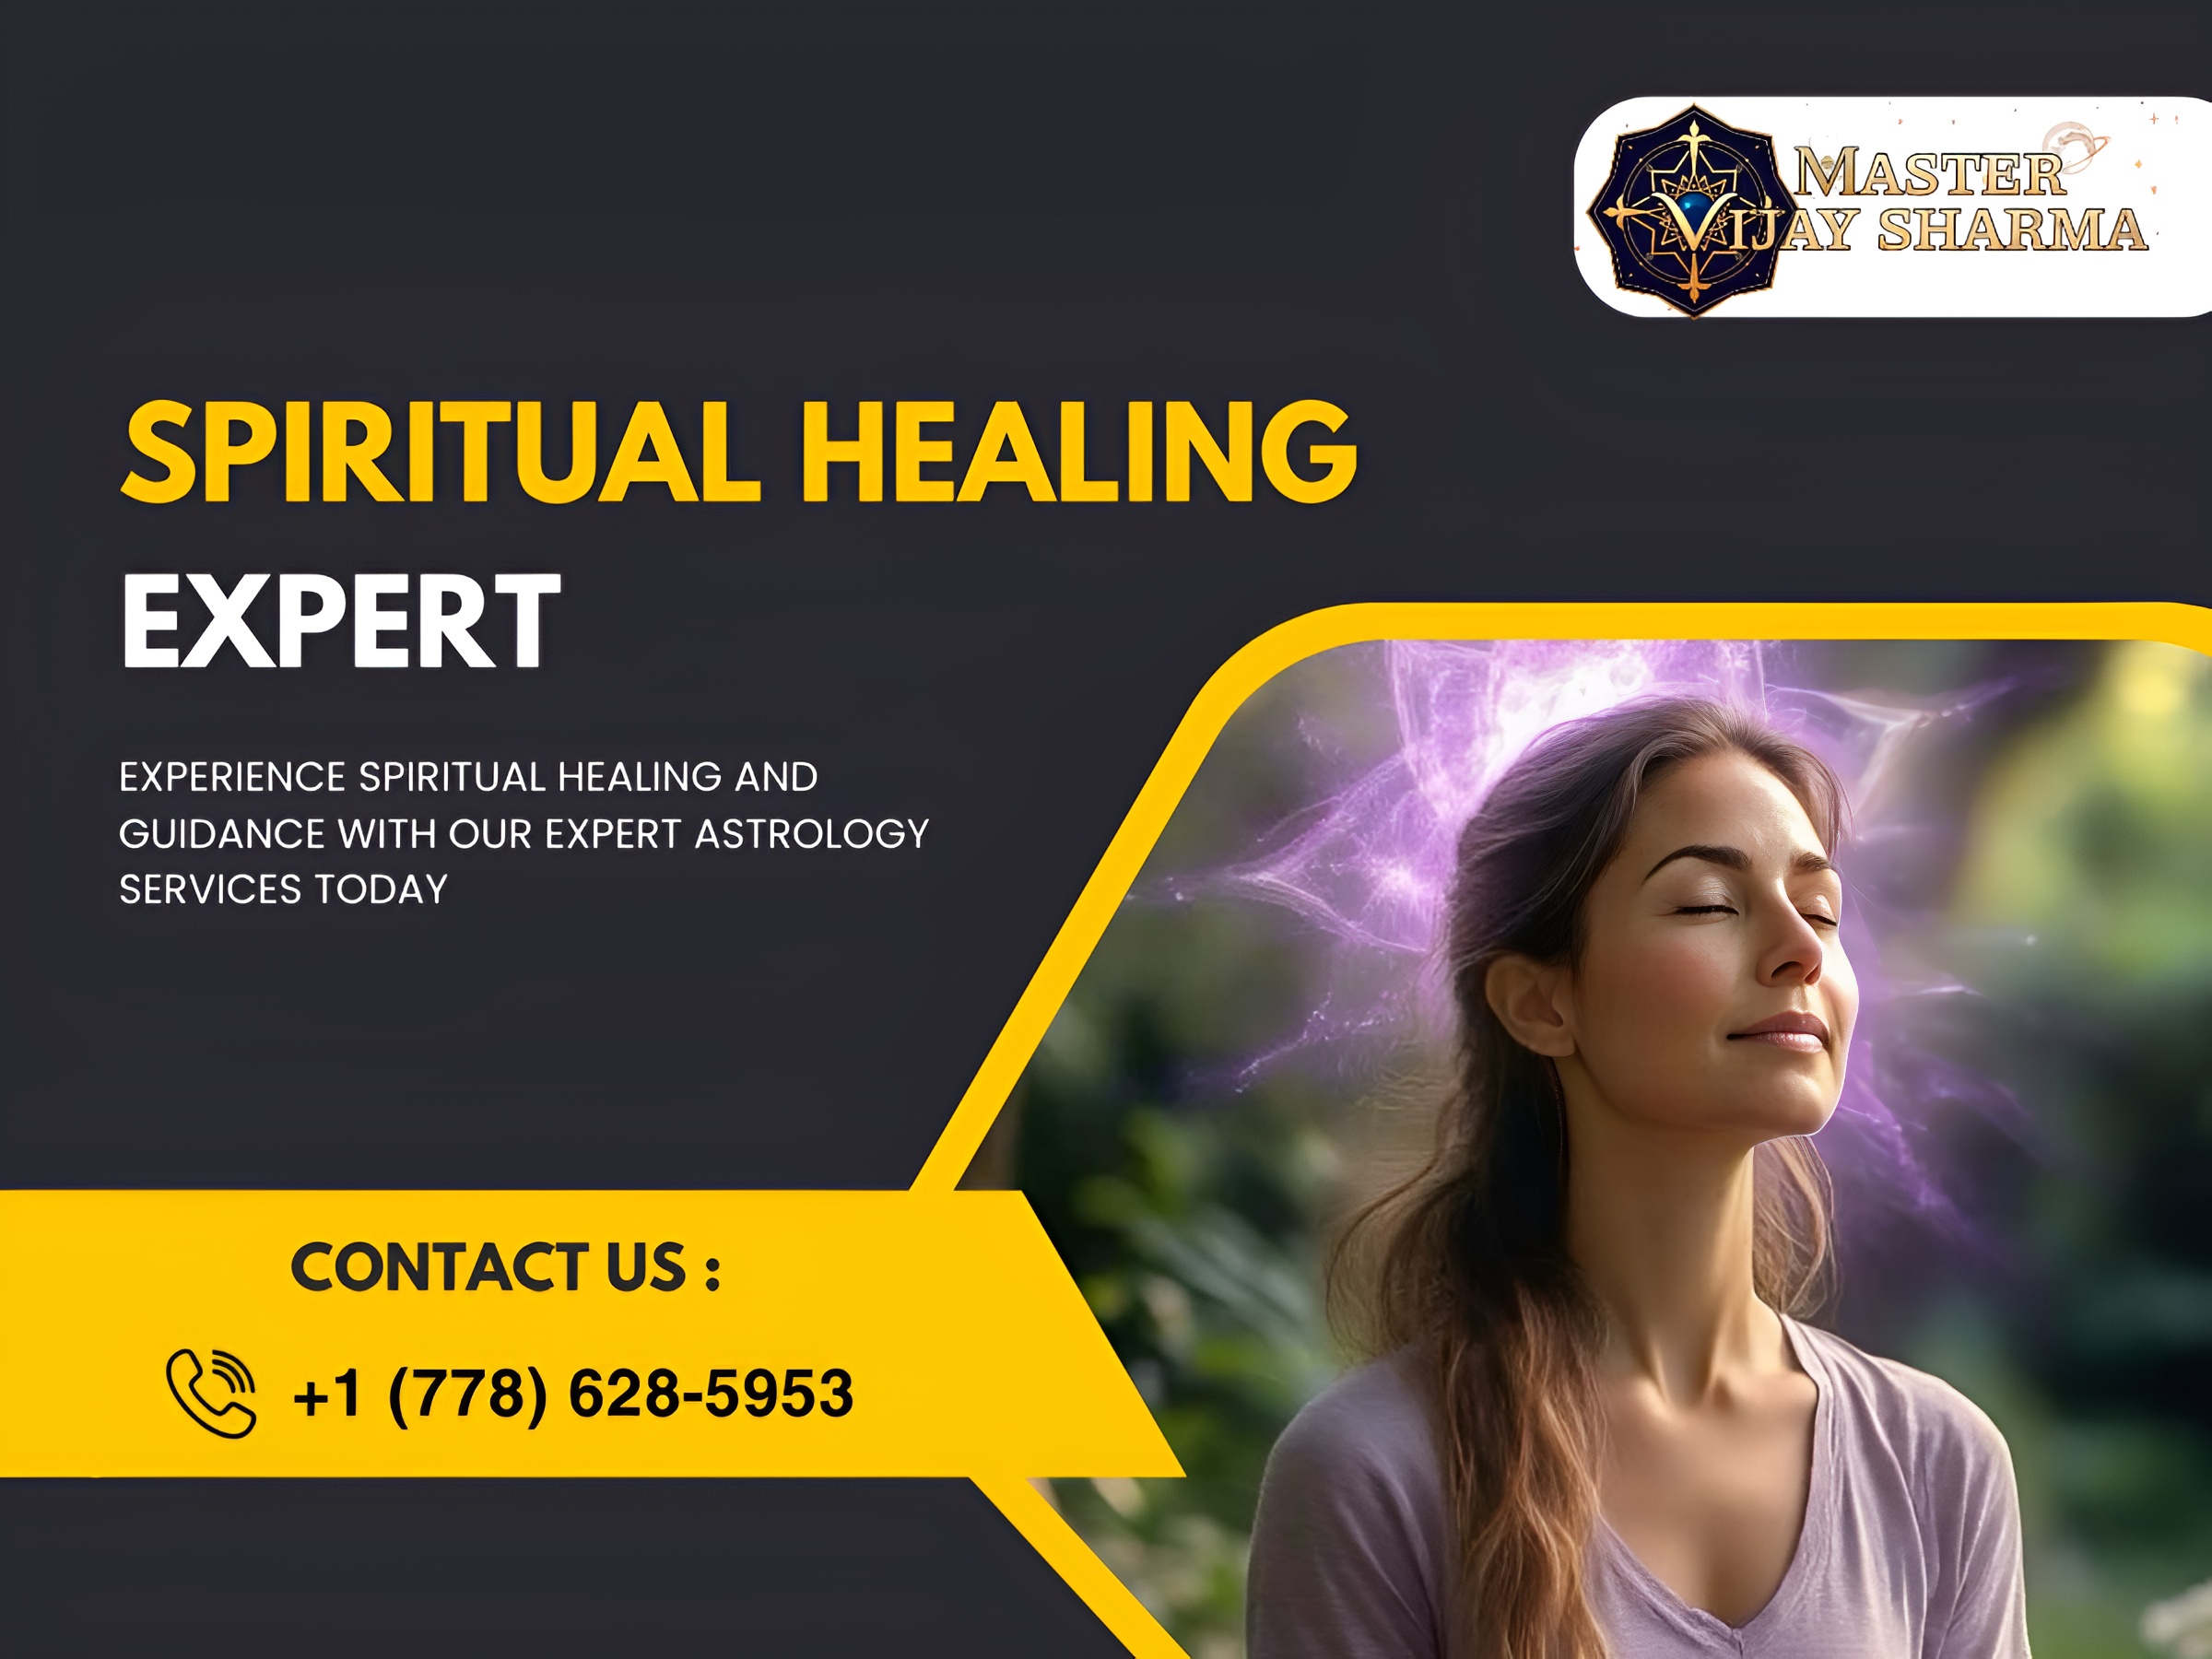 MASTER
VIJAY SHARMA
SPIRITUAL HEALING
EXPERT
EXPERIENCE SPIRITUAL HEALING AND
GUIDANCE WITH OUR EXPERT ASTROLOGY
SERVICES TODAY
CONTACT US :
+1 (778) 628-5953